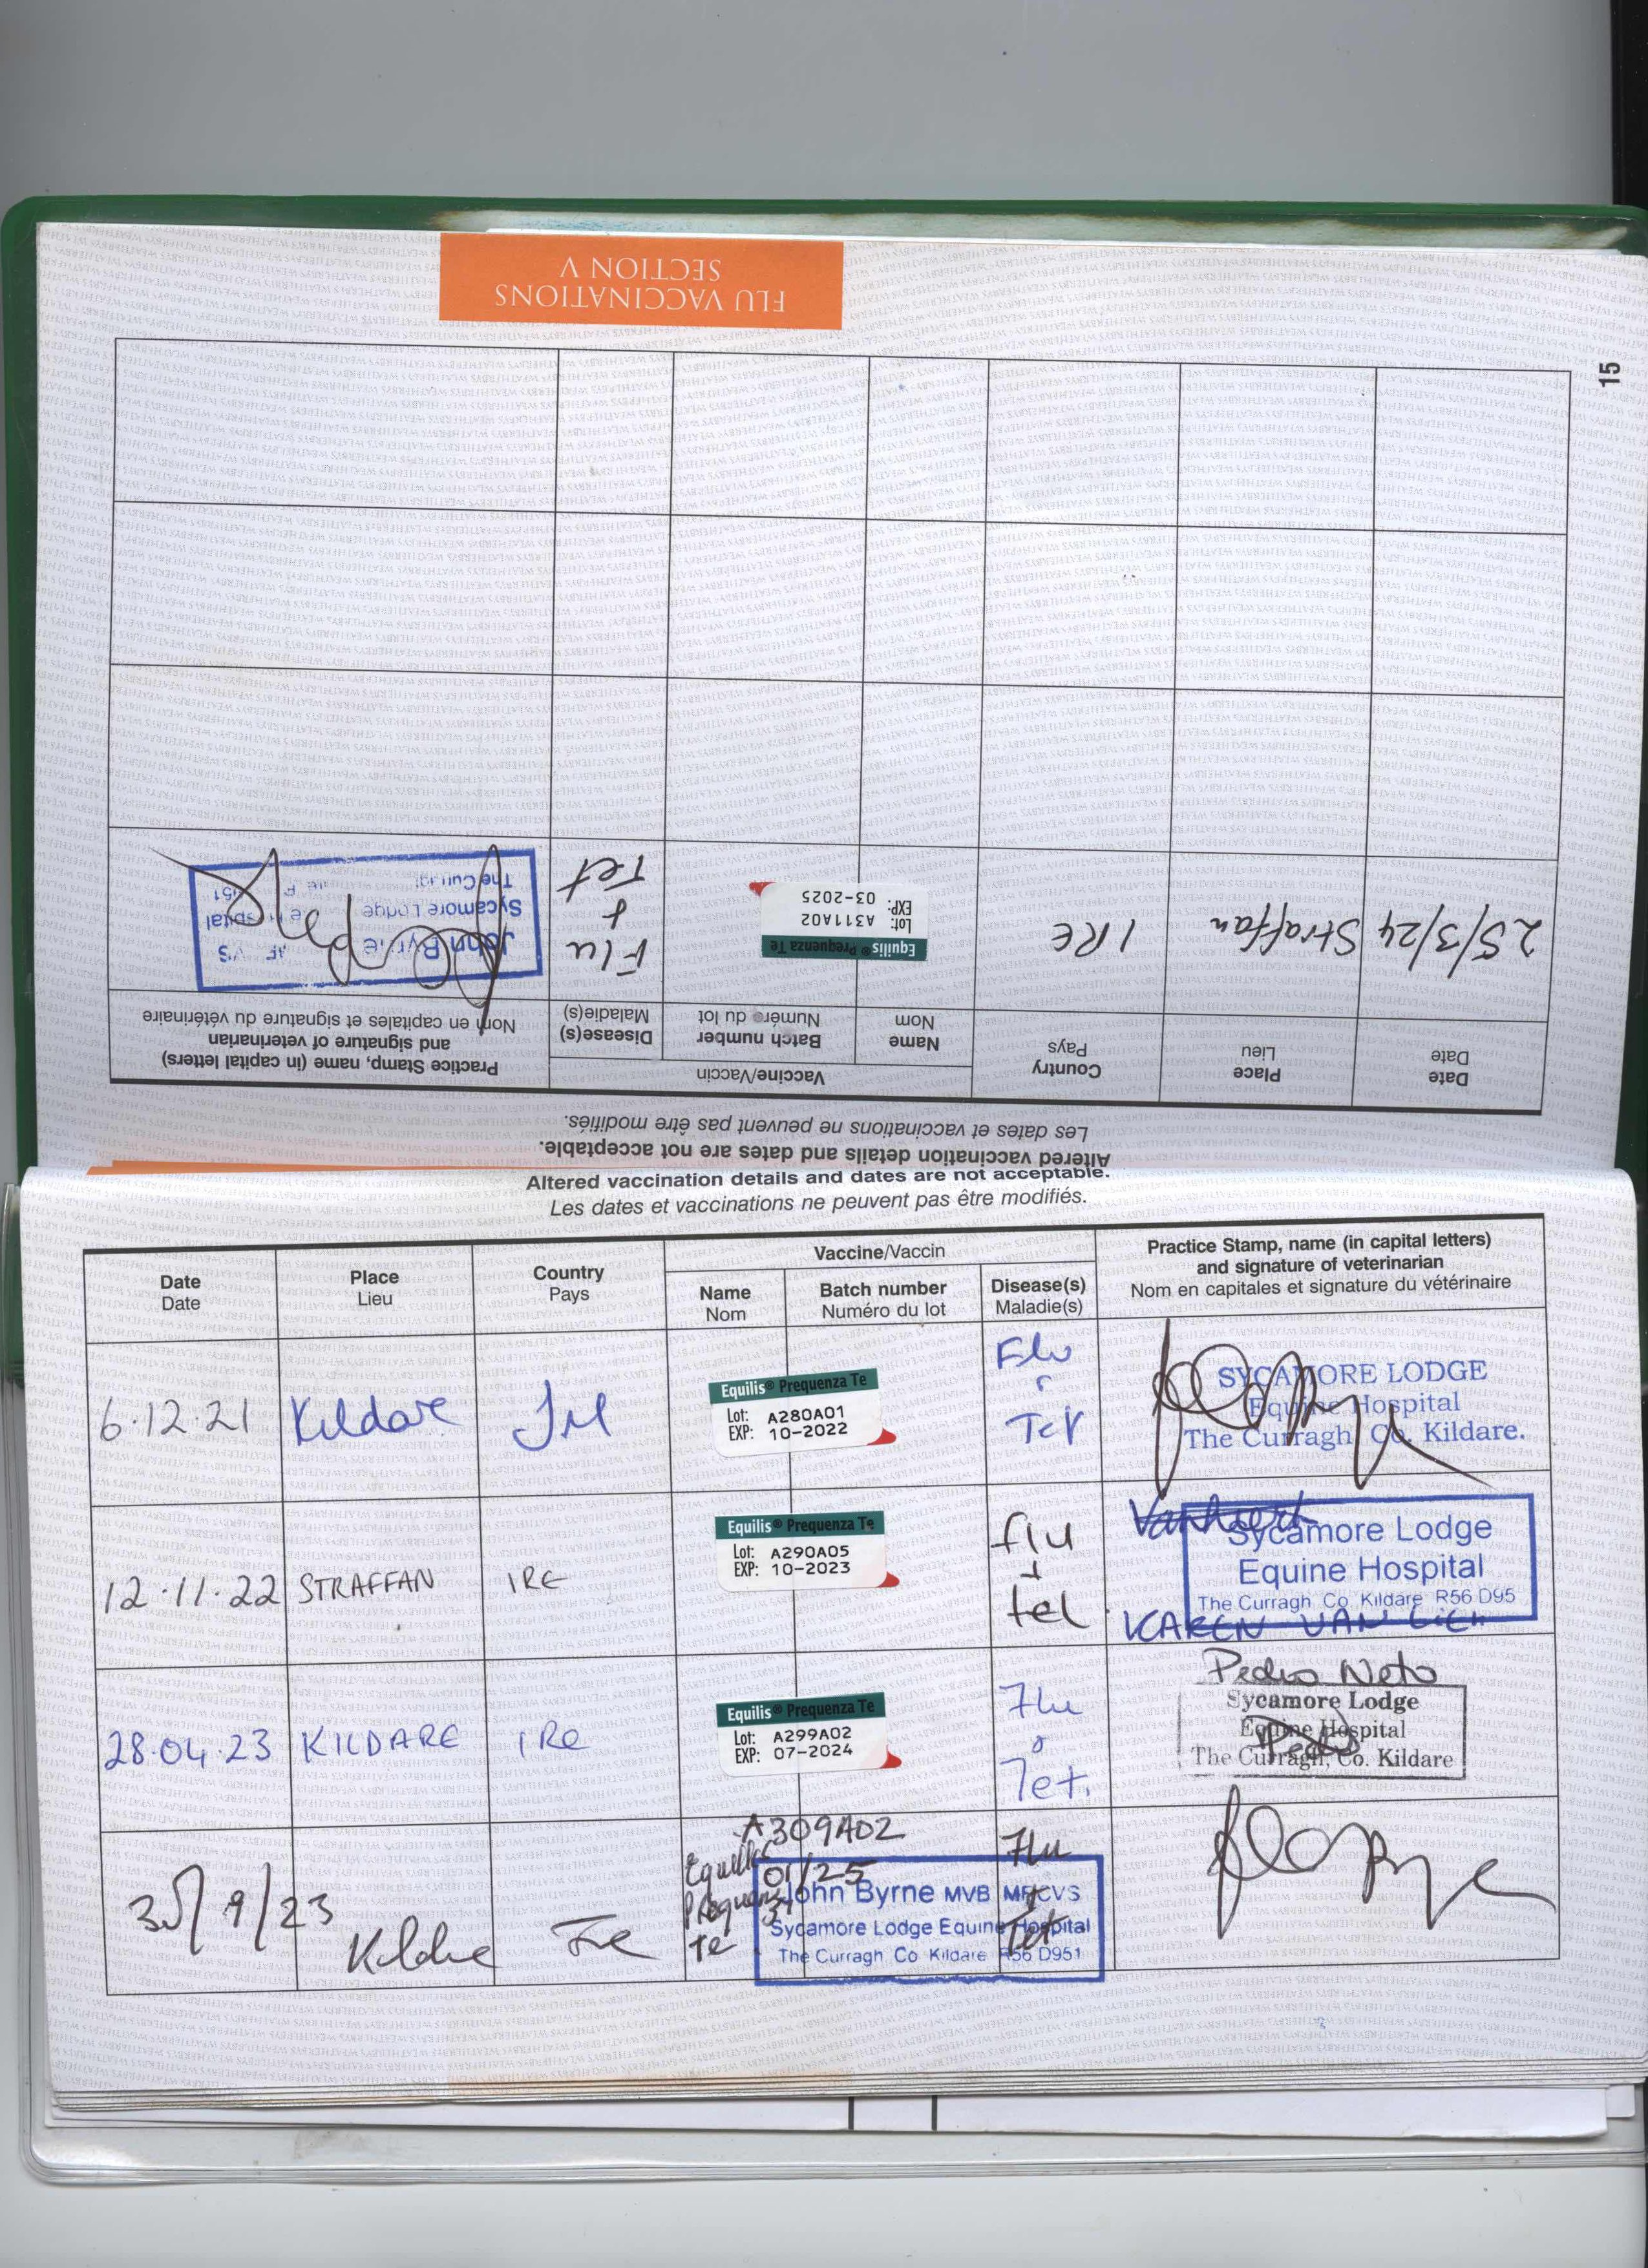 FLU VACCINATIONS
SECTION V
15
Altered vaccination details and dates are not acceptable.
Les dates et vaccinations ne peuvent pas être modifiés.
Date
Date
Place
Lieu
Country
Pays
Vaccine/Vaccin
Name
Nom
Batch number
Numéro du lot
Disease(s)
Maladie(s)
Practice Stamp, name (in capital letters)
and signature of veterinarian
Nom en capitales et signature du vétérinaire
25/3/24
Straffan
IRE
Equilis® Prequenza Te
Lot: A311A02
EXP: 03-2025
Flu
+
Tet
John Byrne
Sycamore Lodge
The Curragh
Altered vaccination details and dates are not acceptable.
Les dates et vaccinations ne peuvent pas être modifiés.
Date
Date
Place
Lieu
Country
Pays
Vaccine/Vaccin
Name
Nom
Batch number
Numéro du lot
Disease(s)
Maladie(s)
Practice Stamp, name (in capital letters)
and signature of veterinarian
Nom en capitales et signature du vétérinaire
6.12.21
Kildare
Irl
Equilis® Prequenza Te
Lot: A280A01
EXP: 10-2022
Flu
Tet
SYCAMORE LODGE
Equine Hospital
The Curragh Co. Kildare.
12.11.22
STRAFFAN
IRE
Equilis® Prequenza Te
Lot: A290A05
EXP: 10-2023
flu
+
tet
Sycamore Lodge
Equine Hospital
The Curragh Co Kildare R56 D95
KAREN VAN
28.04.23
KILDARE
IRe
Equilis® Prequenza Te
Lot: A299A02
EXP: 07-2024
Flu
Tet.
Pedro Neto
Sycamore Lodge
Equine Hospital
The Curragh, Co. Kildare
/9/23
Kildare
Ire
A309A02
Equilis
01/25
Prequenza
Te
Flu
+
Tet
John Byrne MVB MRCVS
Sycamore Lodge Equine Hospital
The Curragh Co Kildare R56 D951